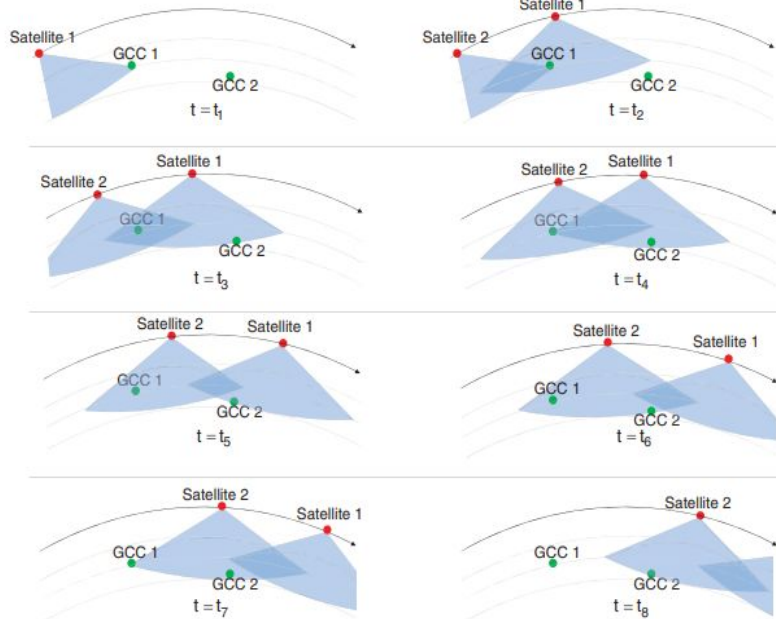 Satellite 1
GCC 1
GCC 2
t = t1
Satellite 1
Satellite 2
GCC 1
GCC 2
t = t2
Satellite 1
Satellite 2
GCC 1
GCC 2
t = t3
Satellite 2
Satellite 1
GCC 1
GCC 2
t = t4
Satellite 2
Satellite 1
GCC 1
GCC 2
t = t5
Satellite 2
Satellite 1
GCC 1
GCC 2
t = t6
Satellite 2
Satellite 1
GCC 1
GCC 2
t = t7
Satellite 2
GCC 1
GCC 2
t = t8